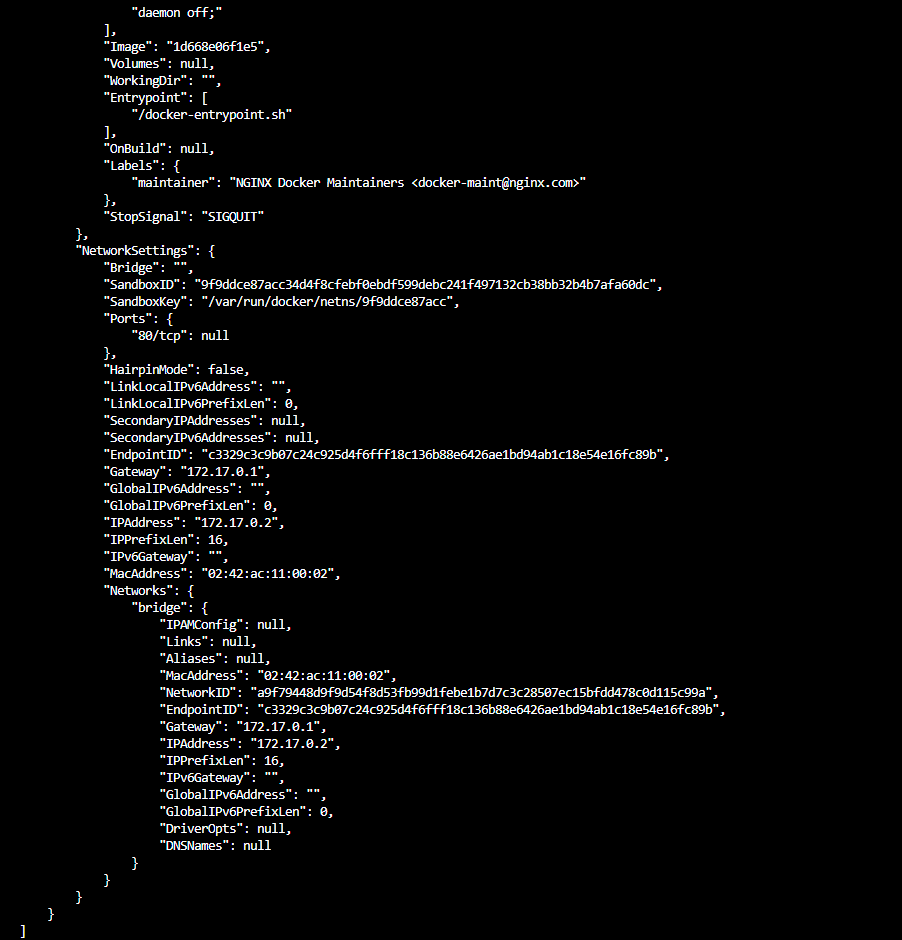 "daemon off;"
],
"Image": "1d668e06f1e5",
"Volumes": null,
"WorkingDir": "",
"Entrypoint": [
"/docker-entrypoint.sh"
],
"OnBuild": null,
"Labels": {
"maintainer": "NGINX Docker Maintainers <docker-maint@nginx.com>"
},
"StopSignal": "SIGQUIT"
},
"NetworkSettings": {
"Bridge": "",
"SandboxID": "9f9ddce87acc34d4f8cfebf0ebdf599debc241f497132cb38bb32b4b7afa60dc",
"SandboxKey": "/var/run/docker/netns/9f9ddce87acc",
"Ports": {
"80/tcp": null
},
"HairpinMode": false,
"LinkLocalIPv6Address": "",
"LinkLocalIPv6PrefixLen": 0,
"SecondaryIPAddresses": null,
"SecondaryIPv6Addresses": null,
"EndpointID": "c3329c3c9b07c24c925d4f6fff18c136b88e6426ae1bd94ab1c18e54e16fc89b",
"Gateway": "172.17.0.1",
"GlobalIPv6Address": "",
"GlobalIPv6PrefixLen": 0,
"IPAddress": "172.17.0.2",
"IPPrefixLen": 16,
"IPv6Gateway": "",
"MacAddress": "02:42:ac:11:00:02",
"Networks": {
"bridge": {
"IPAMConfig": null,
"Links": null,
"Aliases": null,
"MacAddress": "02:42:ac:11:00:02",
"NetworkID": "a9f79448d9f9d54f8d53fb99d1febe1b7d7c3c28507ec15bfdd478c0d115c99a",
"EndpointID": "c3329c3c9b07c24c925d4f6fff18c136b88e6426ae1bd94ab1c18e54e16fc89b",
"Gateway": "172.17.0.1",
"IPAddress": "172.17.0.2",
"IPPrefixLen": 16,
"IPv6Gateway": "",
"GlobalIPv6Address": "",
"GlobalIPv6PrefixLen": 0,
"DriverOpts": null,
"DNSNames": null
}
}
}
}
]